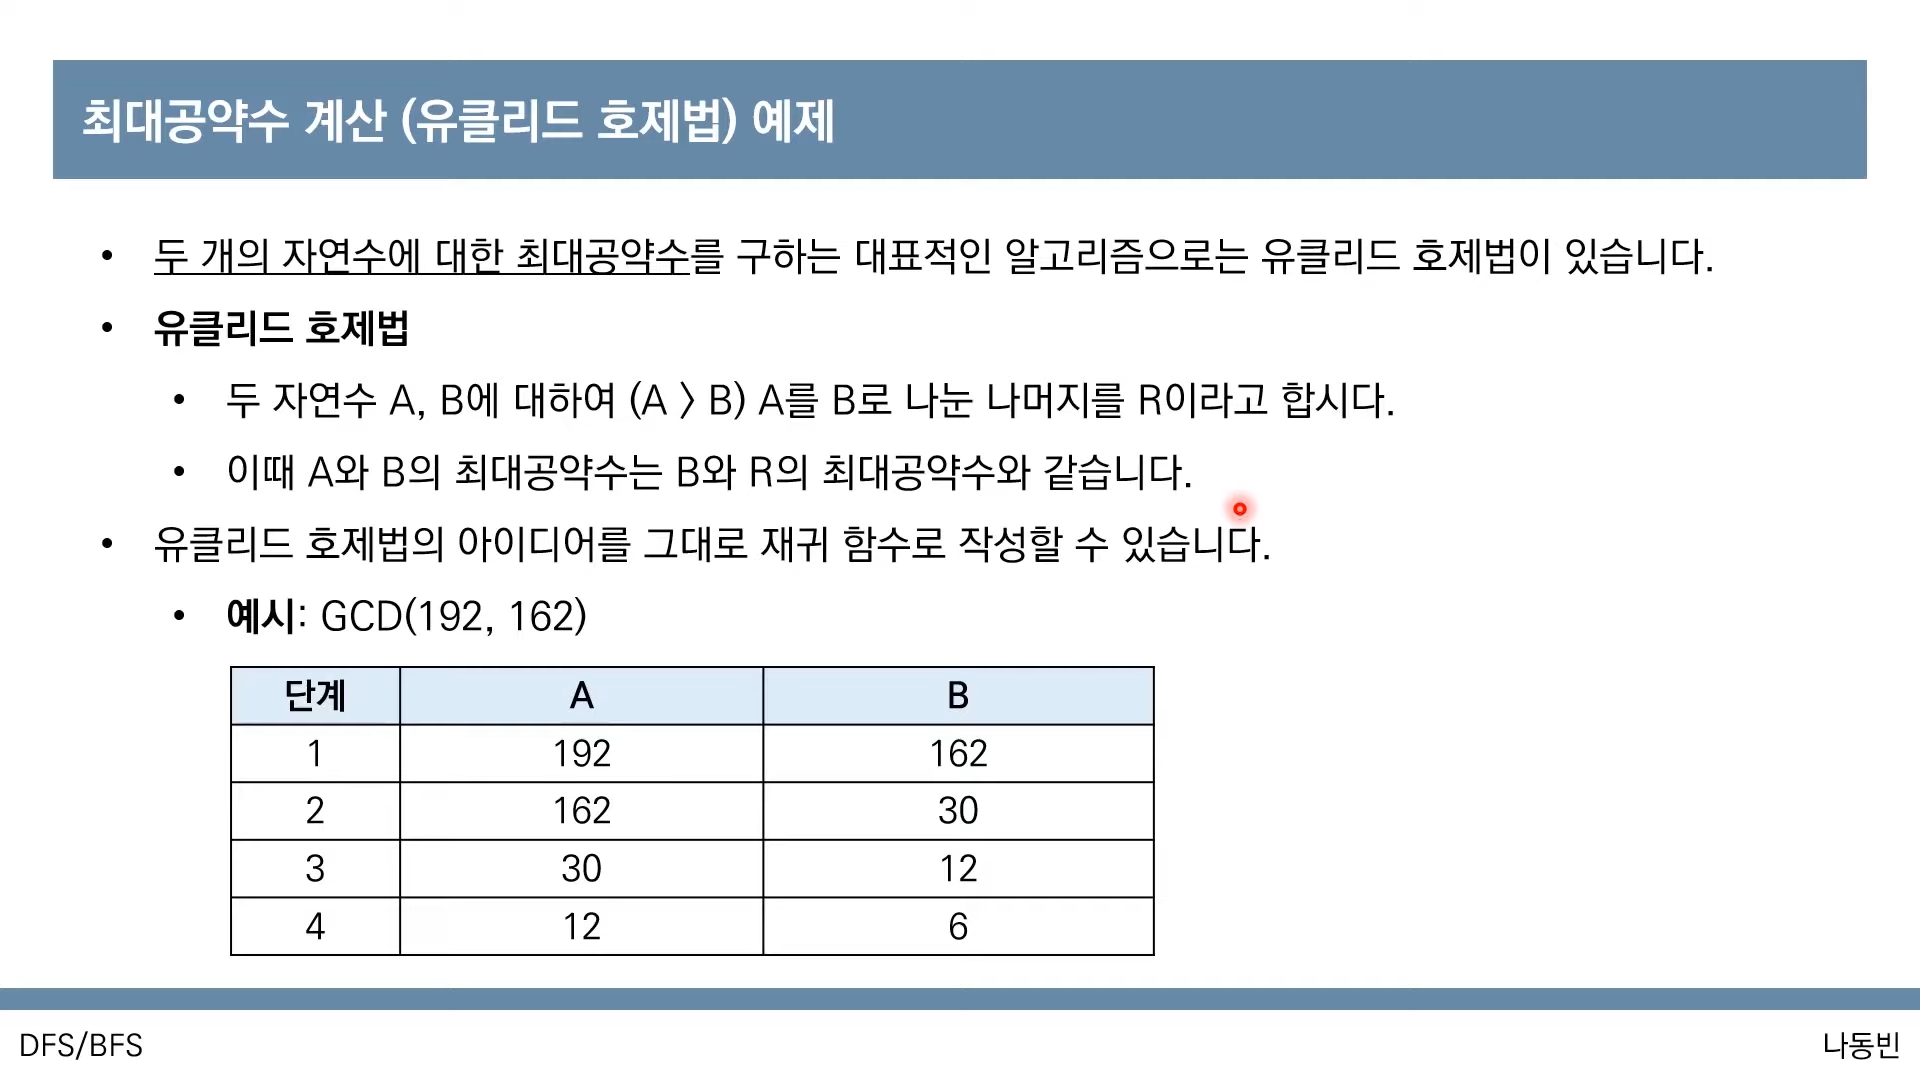 최대공약수 계산 (유클리드 호제법) 예제
• 두 개의 자연수에 대한 최대공약수를 구하는 대표적인 알고리즘으로는 유클리드 호제법이 있습니다.
• 유클리드 호제법
• 두 자연수 A, B에 대하여 (A > B) A를 B로 나눈 나머지를 R이라고 합시다.
• 이때 A와 B의 최대공약수는 B와 R의 최대공약수와 같습니다.
• 유클리드 호제법의 아이디어를 그대로 재귀 함수로 작성할 수 있습니다.
• 예시: GCD(192, 162)
단계 A B
1 192 162
2 162 30
3 30 12
4 12 6
DFS/BFS 나동빈